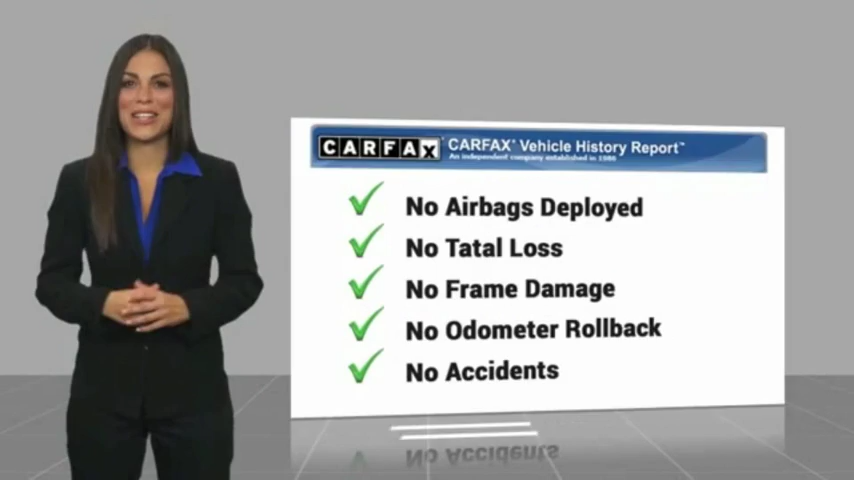 CARFAX CARFAX Vehicle History Report™
An independent company established in 1986
No Airbags Deployed
No Tatal Loss
No Frame Damage
No Odometer Rollback
No Accidents
No Accidents